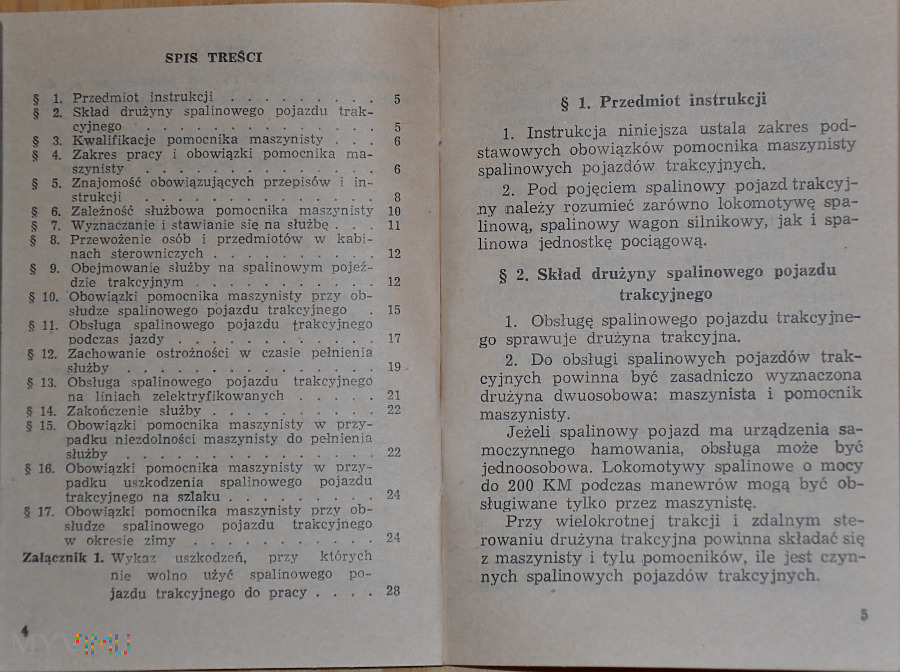 SPIS TREŚCI
§ 1. Przedmiot instrukcji . . . . . . . . . 5
§ 2. Skład drużyny spalinowego pojazdu trak-
cyjnego . . . . . . . . . . . . . 5
§ 3. Kwalifikacje pomocnika maszynisty . . . 6
§ 4. Zakres pracy i obowiązki pomocnika ma-
szynisty . . . . . . . . . . . . . 6
§ 5. Znajomość obowiązujących przepisów i in-
strukcji . . . . . . . . . . . . . 8
§ 6. Zależność służbowa pomocnika maszynisty 10
§ 7. Wyznaczanie i stawianie się na służbę . . . 11
§ 8. Przewożenie osób i przedmiotów w kabi-
nach sterowniczych . . . . . . . . . 12
§ 9. Obejmowanie służby na spalinowym pojeź-
dzie trakcyjnym . . . . . . . . . . 12
§ 10. Obowiązki pomocnika maszynisty przy ob-
słudze spalinowego pojazdu trakcyjnego . 15
§ 11. Obsługa spalinowego pojazdu trakcyjnego
podczas jazdy . . . . . . . . . . . 17
§ 12. Zachowanie ostrożności w czasie pełnienia
służby . . . . . . . . . . . . . . 19
§ 13. Obsługa spalinowego pojazdu trakcyjnego
na liniach zelektryfikowanych . . . . . 21
§ 14. Zakończenie służby . . . . . . . . . 22
§ 15. Obowiązki pomocnika maszynisty w przy-
padku niezdolności maszynisty do pełnienia
służby . . . . . . . . . . . . . . 22
§ 16. Obowiązki pomocnika maszynisty w przy-
padku uszkodzenia spalinowego pojazdu
trakcyjnego na szlaku . . . . . . . . 24
§ 17. Obowiązki pomocnika maszynisty przy ob-
słudze spalinowego pojazdu trakcyjnego
w okresie zimy . . . . . . . . . . 24
Załącznik 1. Wykaz uszkodzeń, przy których
nie wolno użyć spalinowego po-
jazdu trakcyjnego do pracy . . . . 28
4
§ 1. Przedmiot instrukcji
1. Instrukcja niniejsza ustala zakres pod-
stawowych obowiązków pomocnika maszynisty
spalinowych pojazdów trakcyjnych.
2. Pod pojęciem spalinowy pojazd trakcyj-
ny należy rozumieć zarówno lokomotywę spa-
linową, spalinowy wagon silnikowy, jak i spa-
linowa jednostkę pociągową.
§ 2. Skład drużyny spalinowego pojazdu
trakcyjnego
1. Obsługę spalinowego pojazdu trakcyjne-
go sprawuje drużyna trakcyjna.
2. Do obsługi spalinowych pojazdów trak-
cyjnych powinna być zasadniczo wyznaczona
drużyna dwuosobowa: maszynista i pomocnik
maszynisty.
Jeżeli spalinowy pojazd ma urządzenia sa-
moczynnego hamowania, obsługa może być
jednoosobowa. Lokomotywy spalinowe o mocy
do 200 KM podczas manewrów mogą być ob-
sługiwane tylko przez maszynistę.
Przy wielokrotnej trakcji i zdalnym ste-
rowaniu drużyna trakcyjna powinna składać się
z maszynisty i tylu pomocników, ile jest czyn-
nych spalinowych pojazdów trakcyjnych.
5